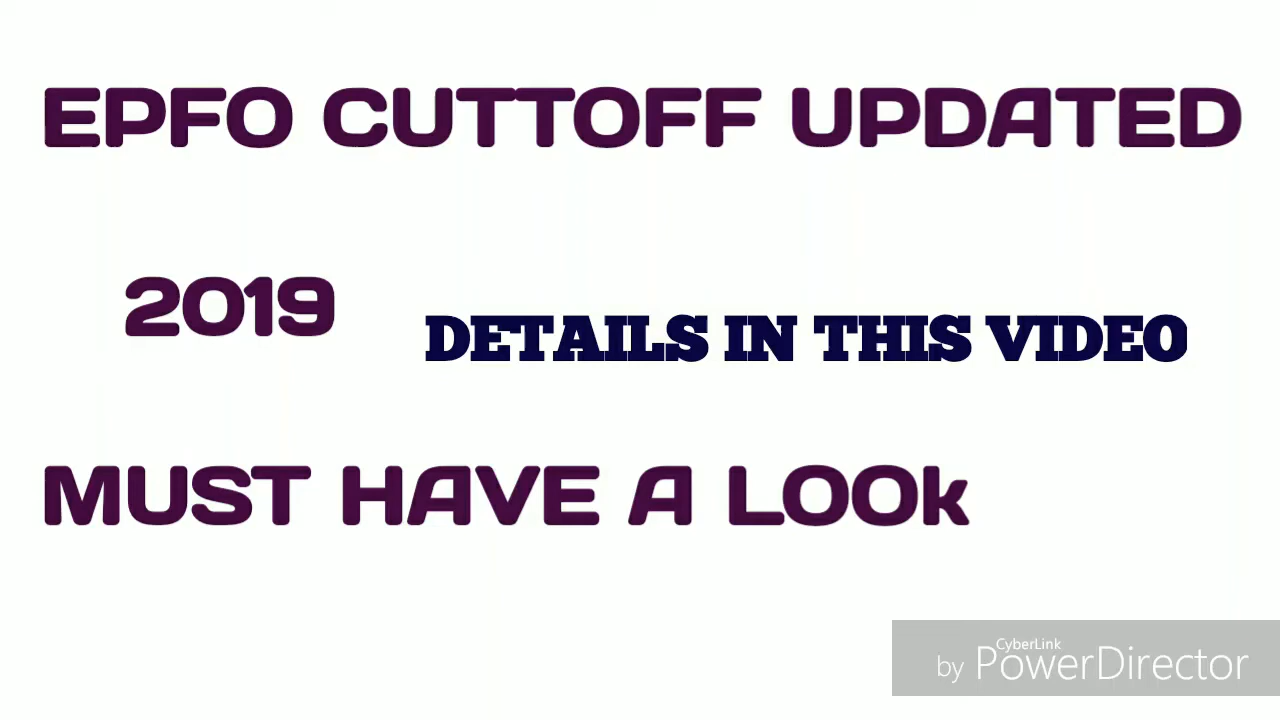 EPFO CUTTOFF UPDATED
2019
DETAILS IN THIS VIDEO
MUST HAVE A LOOk
CyberLink
by PowerDirector